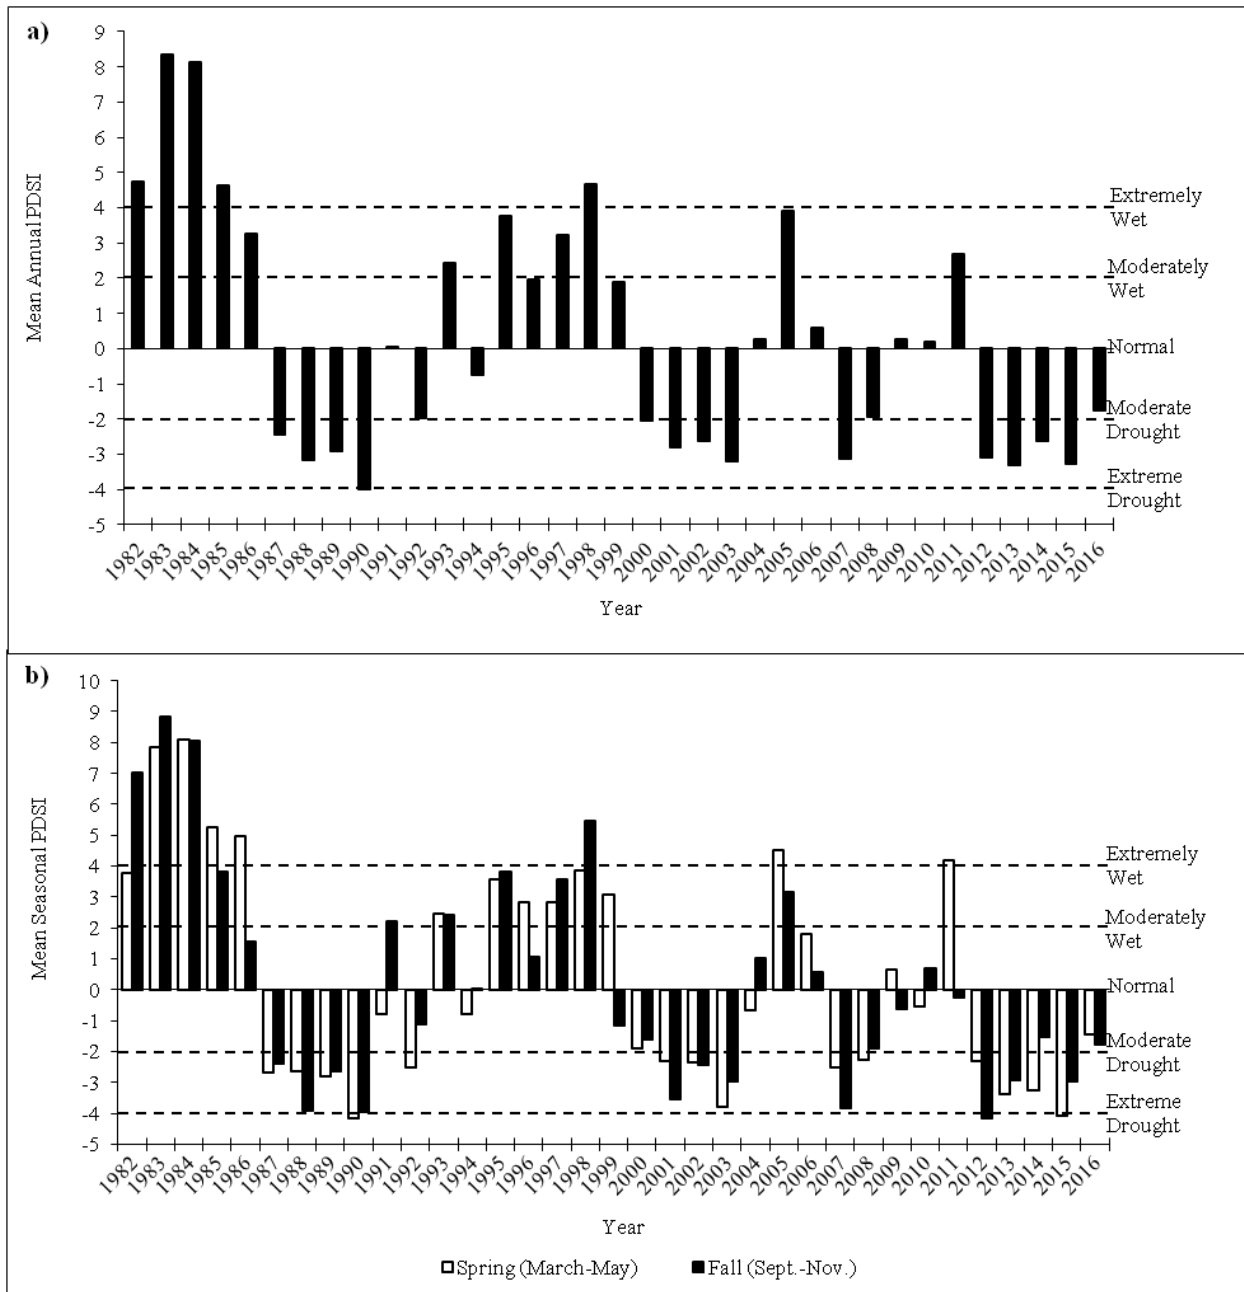 a)
9
8
7
6
5
4
3
2
1
0
-1
-2
-3
-4
-5
Mean Annual PDSI
Extremely
Wet
Moderately
Wet
Normal
Moderate
Drought
Extreme
Drought
1982 1983 1984 1985 1986 1987 1988 1989 1990 1991 1992 1993 1994 1995 1996 1997 1998 1999 2000 2001 2002 2003 2004 2005 2006 2007 2008 2009 2010 2011 2012 2013 2014 2015 2016
Year
b)
10
9
8
7
6
5
4
3
2
1
0
-1
-2
-3
-4
-5
Mean Seasonal PDSI
Extremely
Wet
Moderately
Wet
Normal
Moderate
Drought
Extreme
Drought
1982 1983 1984 1985 1986 1987 1988 1989 1990 1991 1992 1993 1994 1995 1996 1997 1998 1999 2000 2001 2002 2003 2004 2005 2006 2007 2008 2009 2010 2011 2012 2013 2014 2015 2016
Year
Spring (March-May) Fall (Sept.-Nov.)